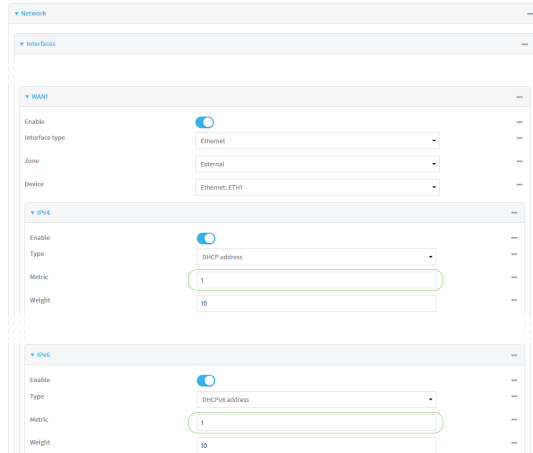 Network
Interfaces
WAN1
Enable
Interface type Ethernet
Zone External
Device Ethernet: ETH1
IPv4
Enable
Type DHCP address
Metric 1
Weight 10
IPv6
Enable
Type DHCPv6 address
Metric 1
Weight 10